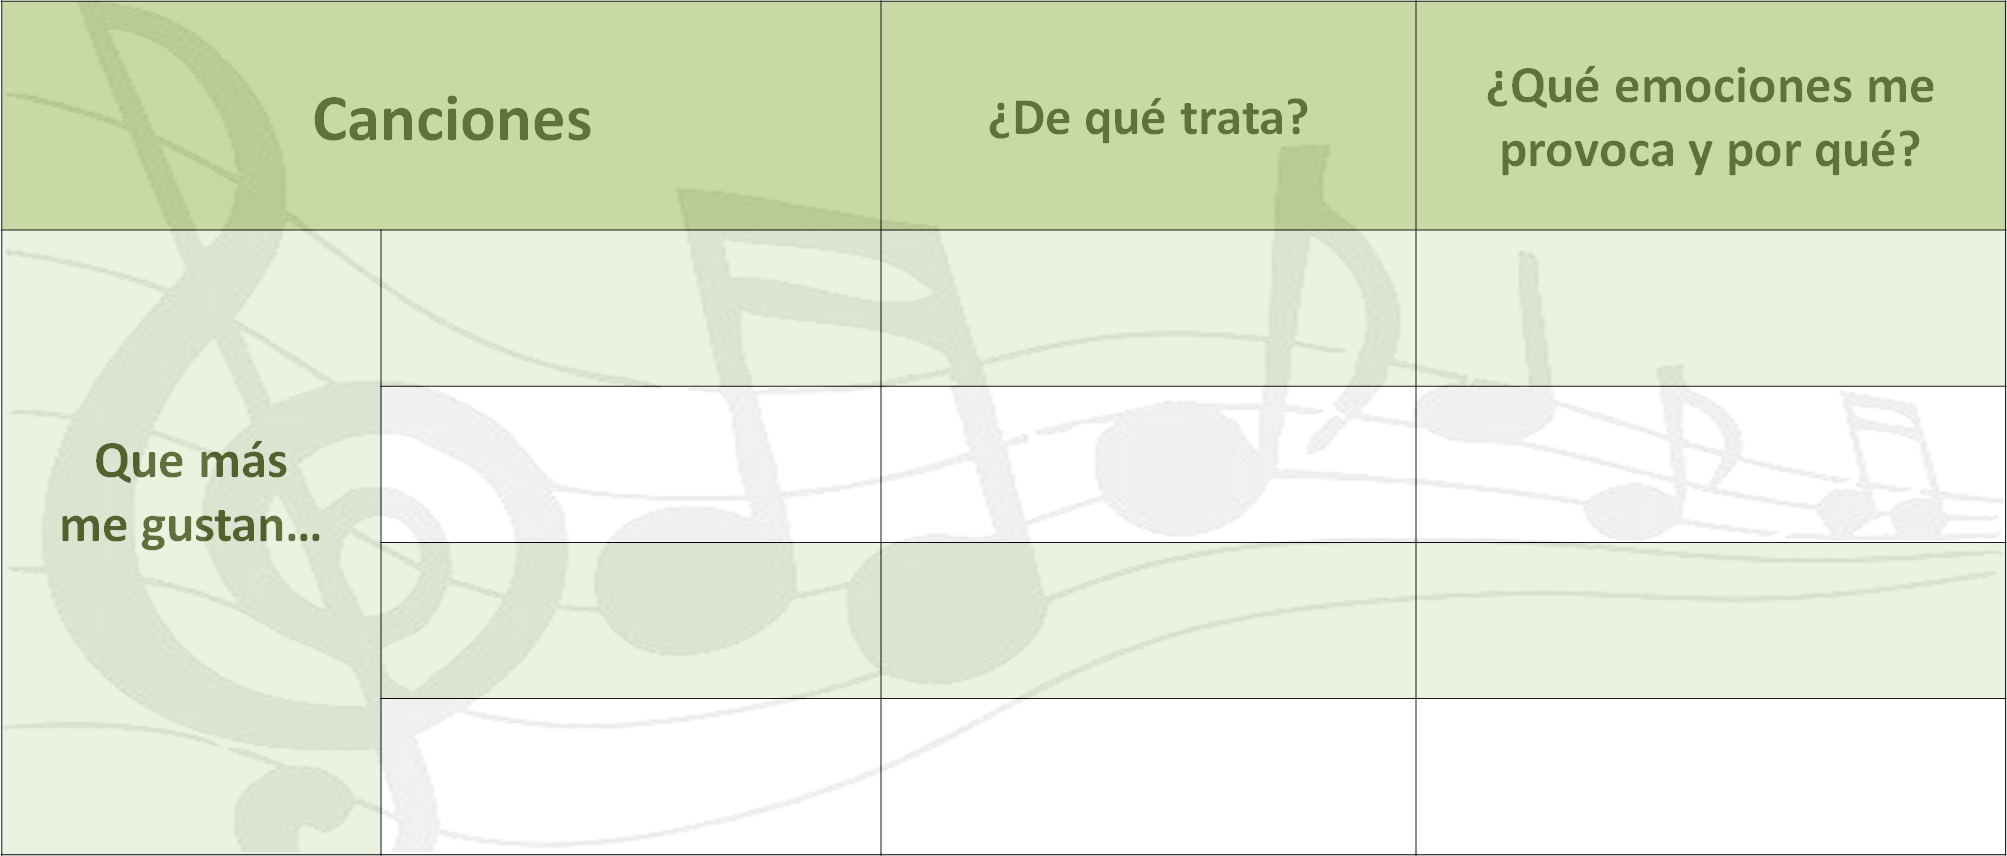 Canciones
¿De qué trata?
¿Qué emociones me
provoca y por qué?
Que más
me gustan...